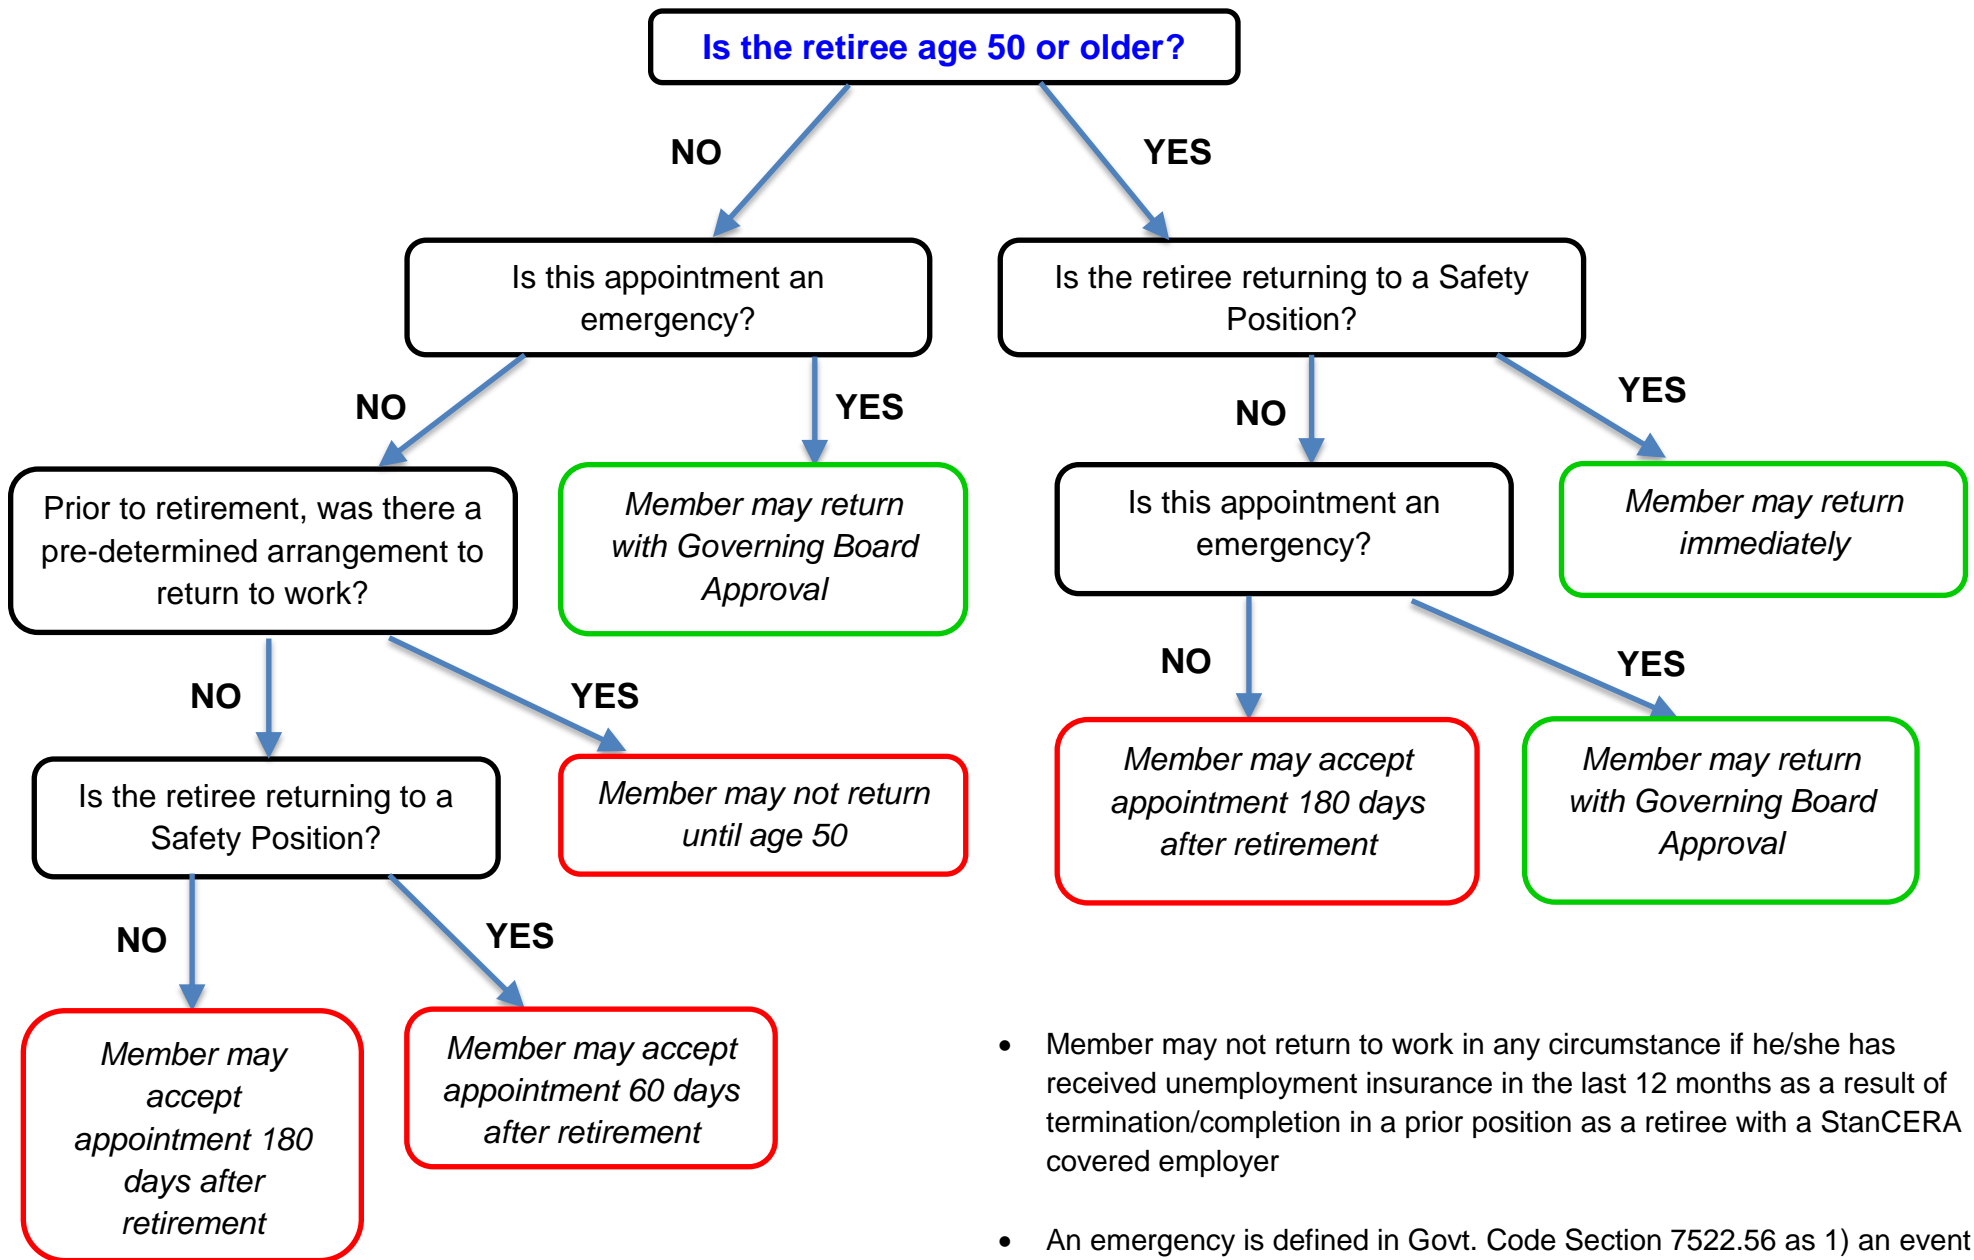 Is the retiree age 50 or older?
NO
YES
Is this appointment an
emergency?
Is the retiree returning to a Safety
Position?
NO
YES
NO
YES
Prior to retirement, was there a
pre-determined arrangement to
return to work?
Member may return
with Governing Board
Approval
Is this appointment an
emergency?
Member may return
immediately
NO
YES
NO
YES
Is the retiree returning to a
Safety Position?
Member may not return
until age 50
Member may accept
appointment 180 days
after retirement
Member may return
with Governing Board
Approval
NO
YES
Member may
accept
appointment 180
days after
retirement
Member may accept
appointment 60 days
after retirement
• Member may not return to work in any circumstance if he/she has
received unemployment insurance in the last 12 months as a result of
termination/completion in a prior position as a retiree with a StanCERA
covered employer
• An emergency is defined in Govt. Code Section 7522.56 as 1) an event